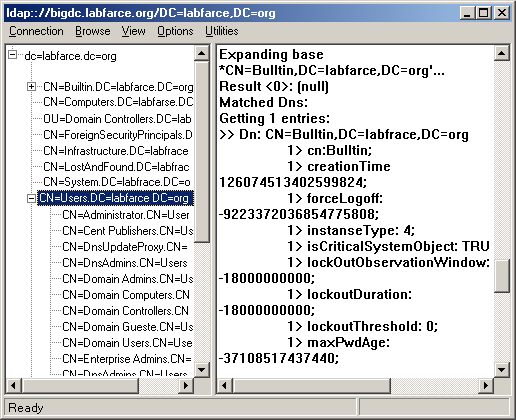 ldap://bigdc.labfarce.org/DC=labfarce,DC=org
Connection Browse View Options Utilities
dc=labfarce.dc=org
CN=Builtin.DC=labfarce,DC=org
CN=Computers.DC=labfarse.DC
OU=Domain Controllers.DC=lab
CN=ForeignSecurityPrincipals.D
CN=Infrastructure.DC=labfrace
CN=LostAndFound.DC=labfrac
CN=System.DC=labfrace.DC=o
CN=Users.DC=labfarce DC=org
CN=Administrator.CN=User
CN=Cent Publishers.CN=Us
CN=DnsUpdateProxy.CN=
CN=DnsAdmins.CN=Users
CN=Domain Admins.CN=Us
CN=Domain Computers.CN
CN=Domain Controllers.CN
CN=Domain Gueste.CN=Us
CN=Domain Users.CN=Use
CN=Enterprise Admins.CN=
CN=DnsAdmins.CN=Users
Expanding base
*CN=Bulltin,DC=labfarce,DC=org'...
Result <0>: (null)
Matched Dns:
Getting 1 entries:
>> Dn: CN=Bulltin,DC=labfrace,DC=org
1> cn:Bulltin;
1> creationTime
126074513402599824;
1> forceLogoff:
-9223372036854775808;
1> instanseType: 4;
1> isCriticalSystemObject: TRU
1> lockOutObservationWindow:
-18000000000;
1> lockoutDuration:
-18000000000;
1> lockoutThreshold: 0;
1> maxPwdAge:
-37108517437440;
Ready